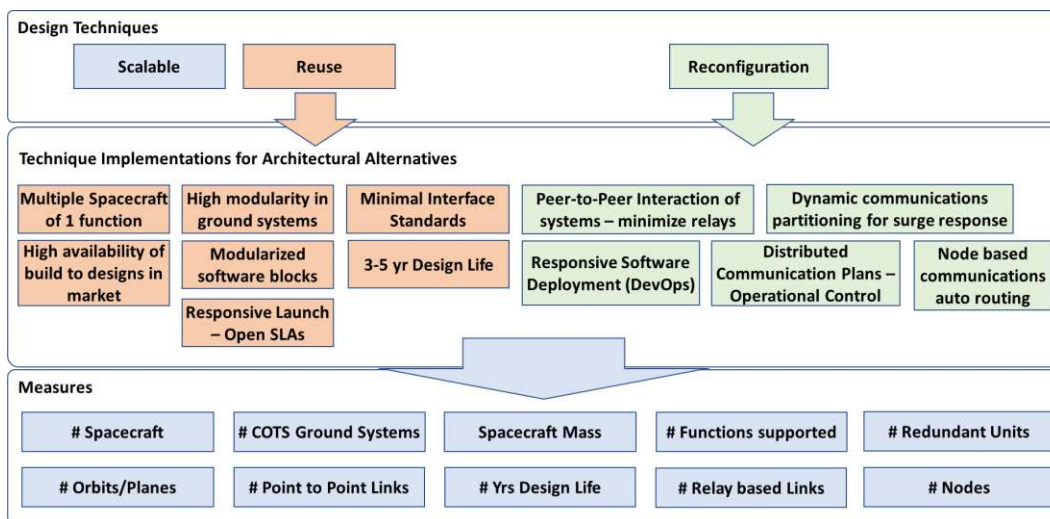 Design Techniques
Scalable
Reuse
Reconfiguration
Technique Implementations for Architectural Alternatives
Multiple Spacecraft
of 1 function
High modularity in
ground systems
Minimal Interface
Standards
Peer-to-Peer Interaction of
systems – minimize relays
Dynamic communications
partitioning for surge response
High availability of
build to designs in
market
Modularized
software blocks
3-5 yr Design Life
Responsive Software
Deployment (DevOps)
Distributed
Communication Plans –
Operational Control
Node based
communications
auto routing
Responsive Launch
– Open SLAs
Measures
# Spacecraft
# COTS Ground Systems
Spacecraft Mass
# Functions supported
# Redundant Units
# Orbits/Planes
# Point to Point Links
# Yrs Design Life
# Relay based Links
# Nodes